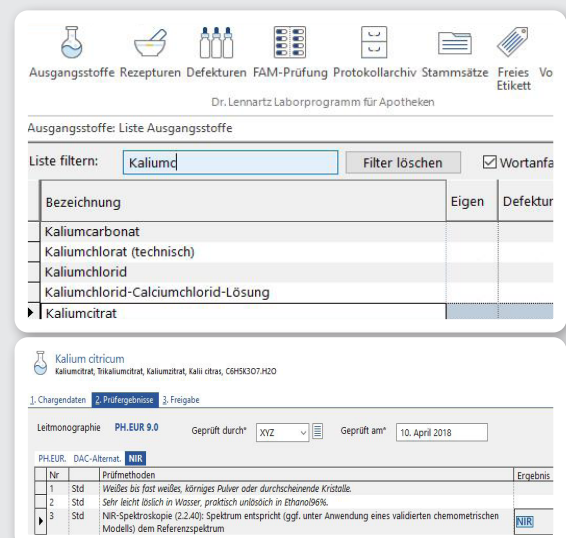 Ausgangsstoffe Rezepturen Defekturen FAM-Prüfung Protokollarchiv Stammsätze Freies Etikett Vo
Dr. Lennartz Laborprogramm für Apotheken
Ausgangsstoffe: Liste Ausgangsstoffe
Liste filtern: Kaliumc Filter löschen Wortanfa
Bezeichnung Eigen Defektur
Kaliumcarbonat
Kaliumchlorat (technisch)
Kaliumchlorid
Kaliumchlorid-Calciumchlorid-Lösung
Kaliumcitrat
Kalium citricum
Kaliumcitrat, Trikaliumcitrat, Kaliumzitrat, Kalii citras, C6H5K3O7.H2O
1. Chargendaten 2. Prüfergebnisse 3. Freigabe
Leitmonographie PH.EUR 9.0 Geprüft durch* XYZ Geprüft am* 10. April 2018
PH.EUR. DAC-Alternat. NIR
Nr Prüfmethoden Ergebnis
1 Std Weißes bis fast weißes, körniges Pulver oder durchscheinende Kristalle.
2 Std Sehr leicht löslich in Wasser, praktisch unlösöich in Ethanol96%.
3 Std NIR-Spektroskopie (2.2.40): Spektrum entspricht (ggf. unter Anwendung eines validierten chemometrischen
Modells) dem Referenzspektrum NIR